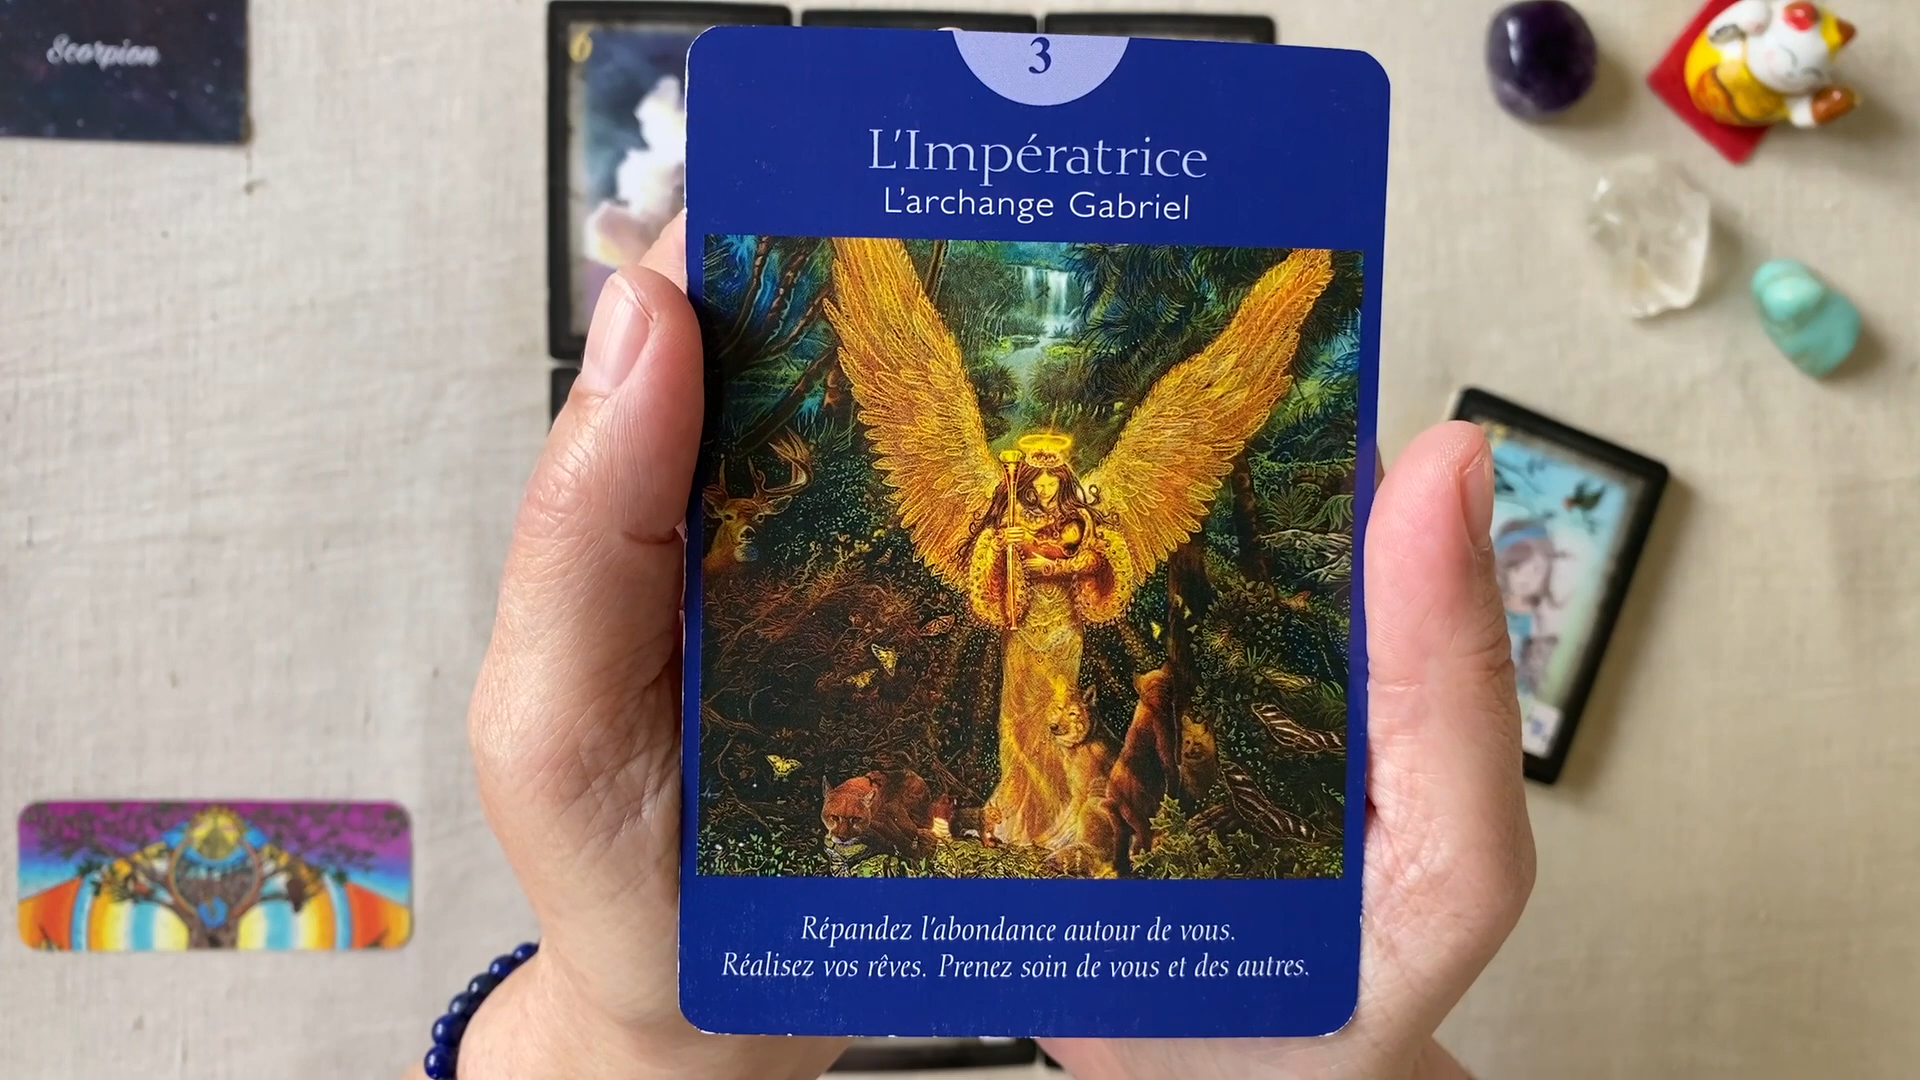 Scorpion
6
3
L'Impératrice
L'archange Gabriel
Répandez l'abondance autour de vous.
Réalisez vos rêves. Prenez soin de vous et des autres.